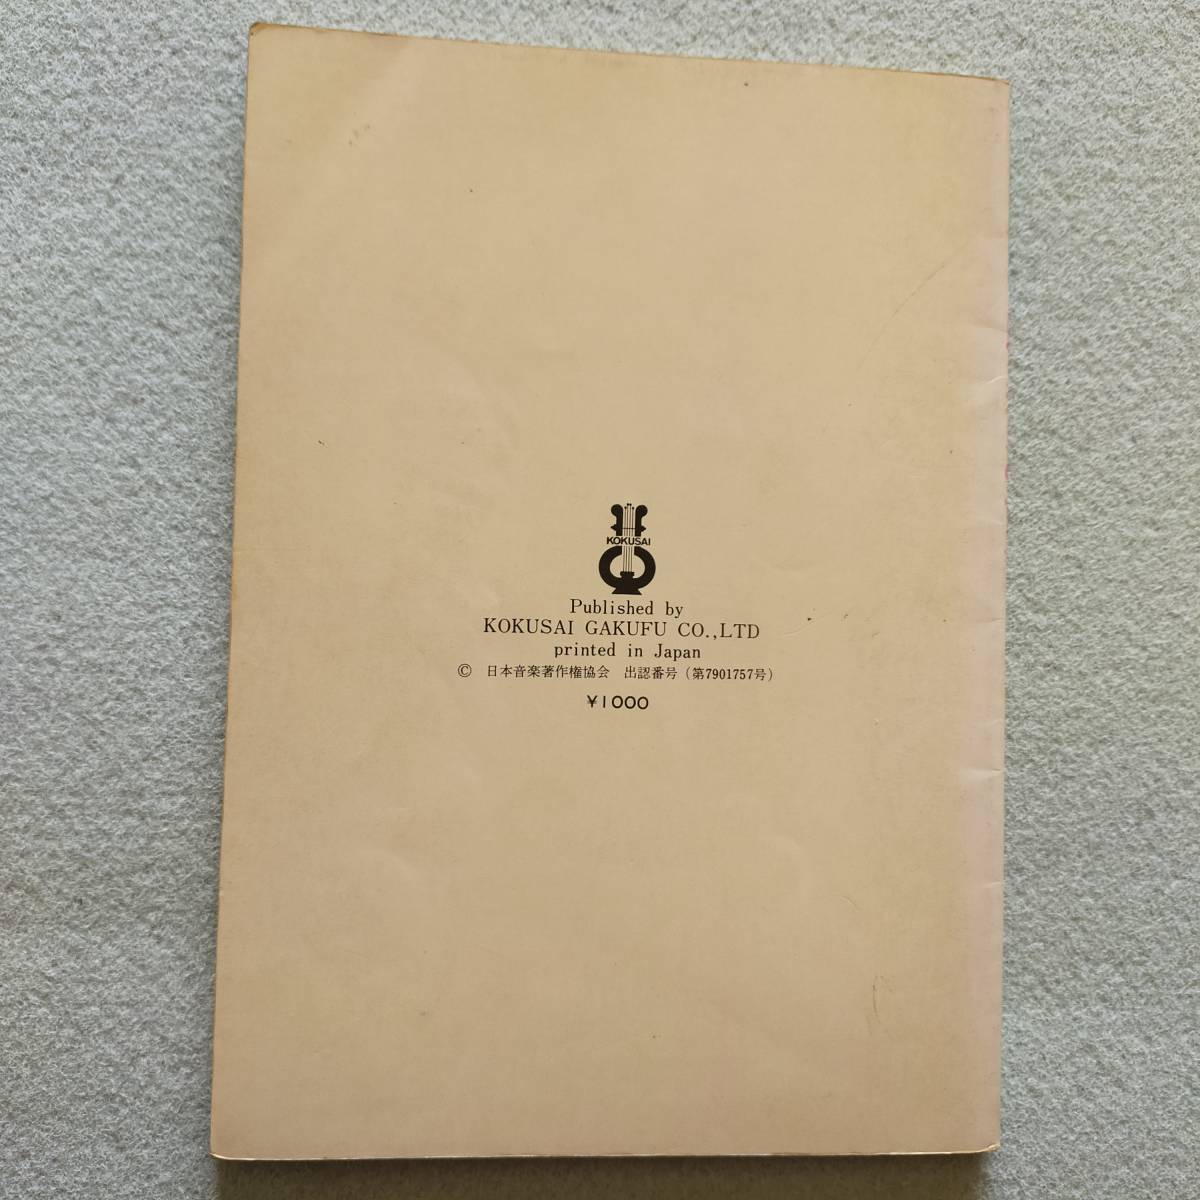 KOKUSAI
Published by
KOKUSAI GAKUFU CO.,LTD
printed in Japan
© 日本音楽著作権協会 出認番号(第7901757号)
¥1000